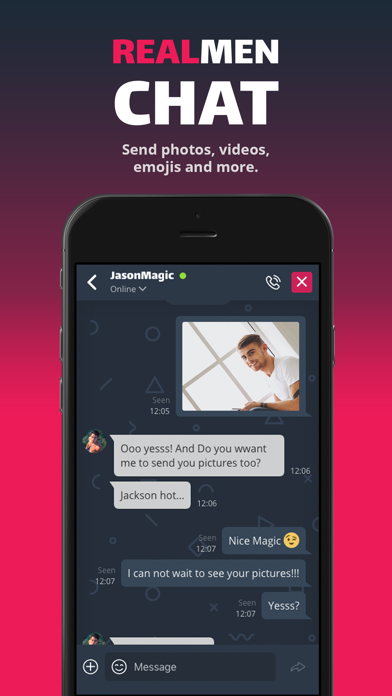 REALMEN
CHAT
Send photos, videos,
emojis and more.
JasonMagic
Online
Seen
12:05
Ooo yesss! And Do you wwant
me to send you pictures too?
12:06
Jackson hot...
12:06
Seen
12:07
Nice Magic 😉
Seen
12:07
I can not wait to see your pictures!!!
Seen
12:07
Yesss?
Message